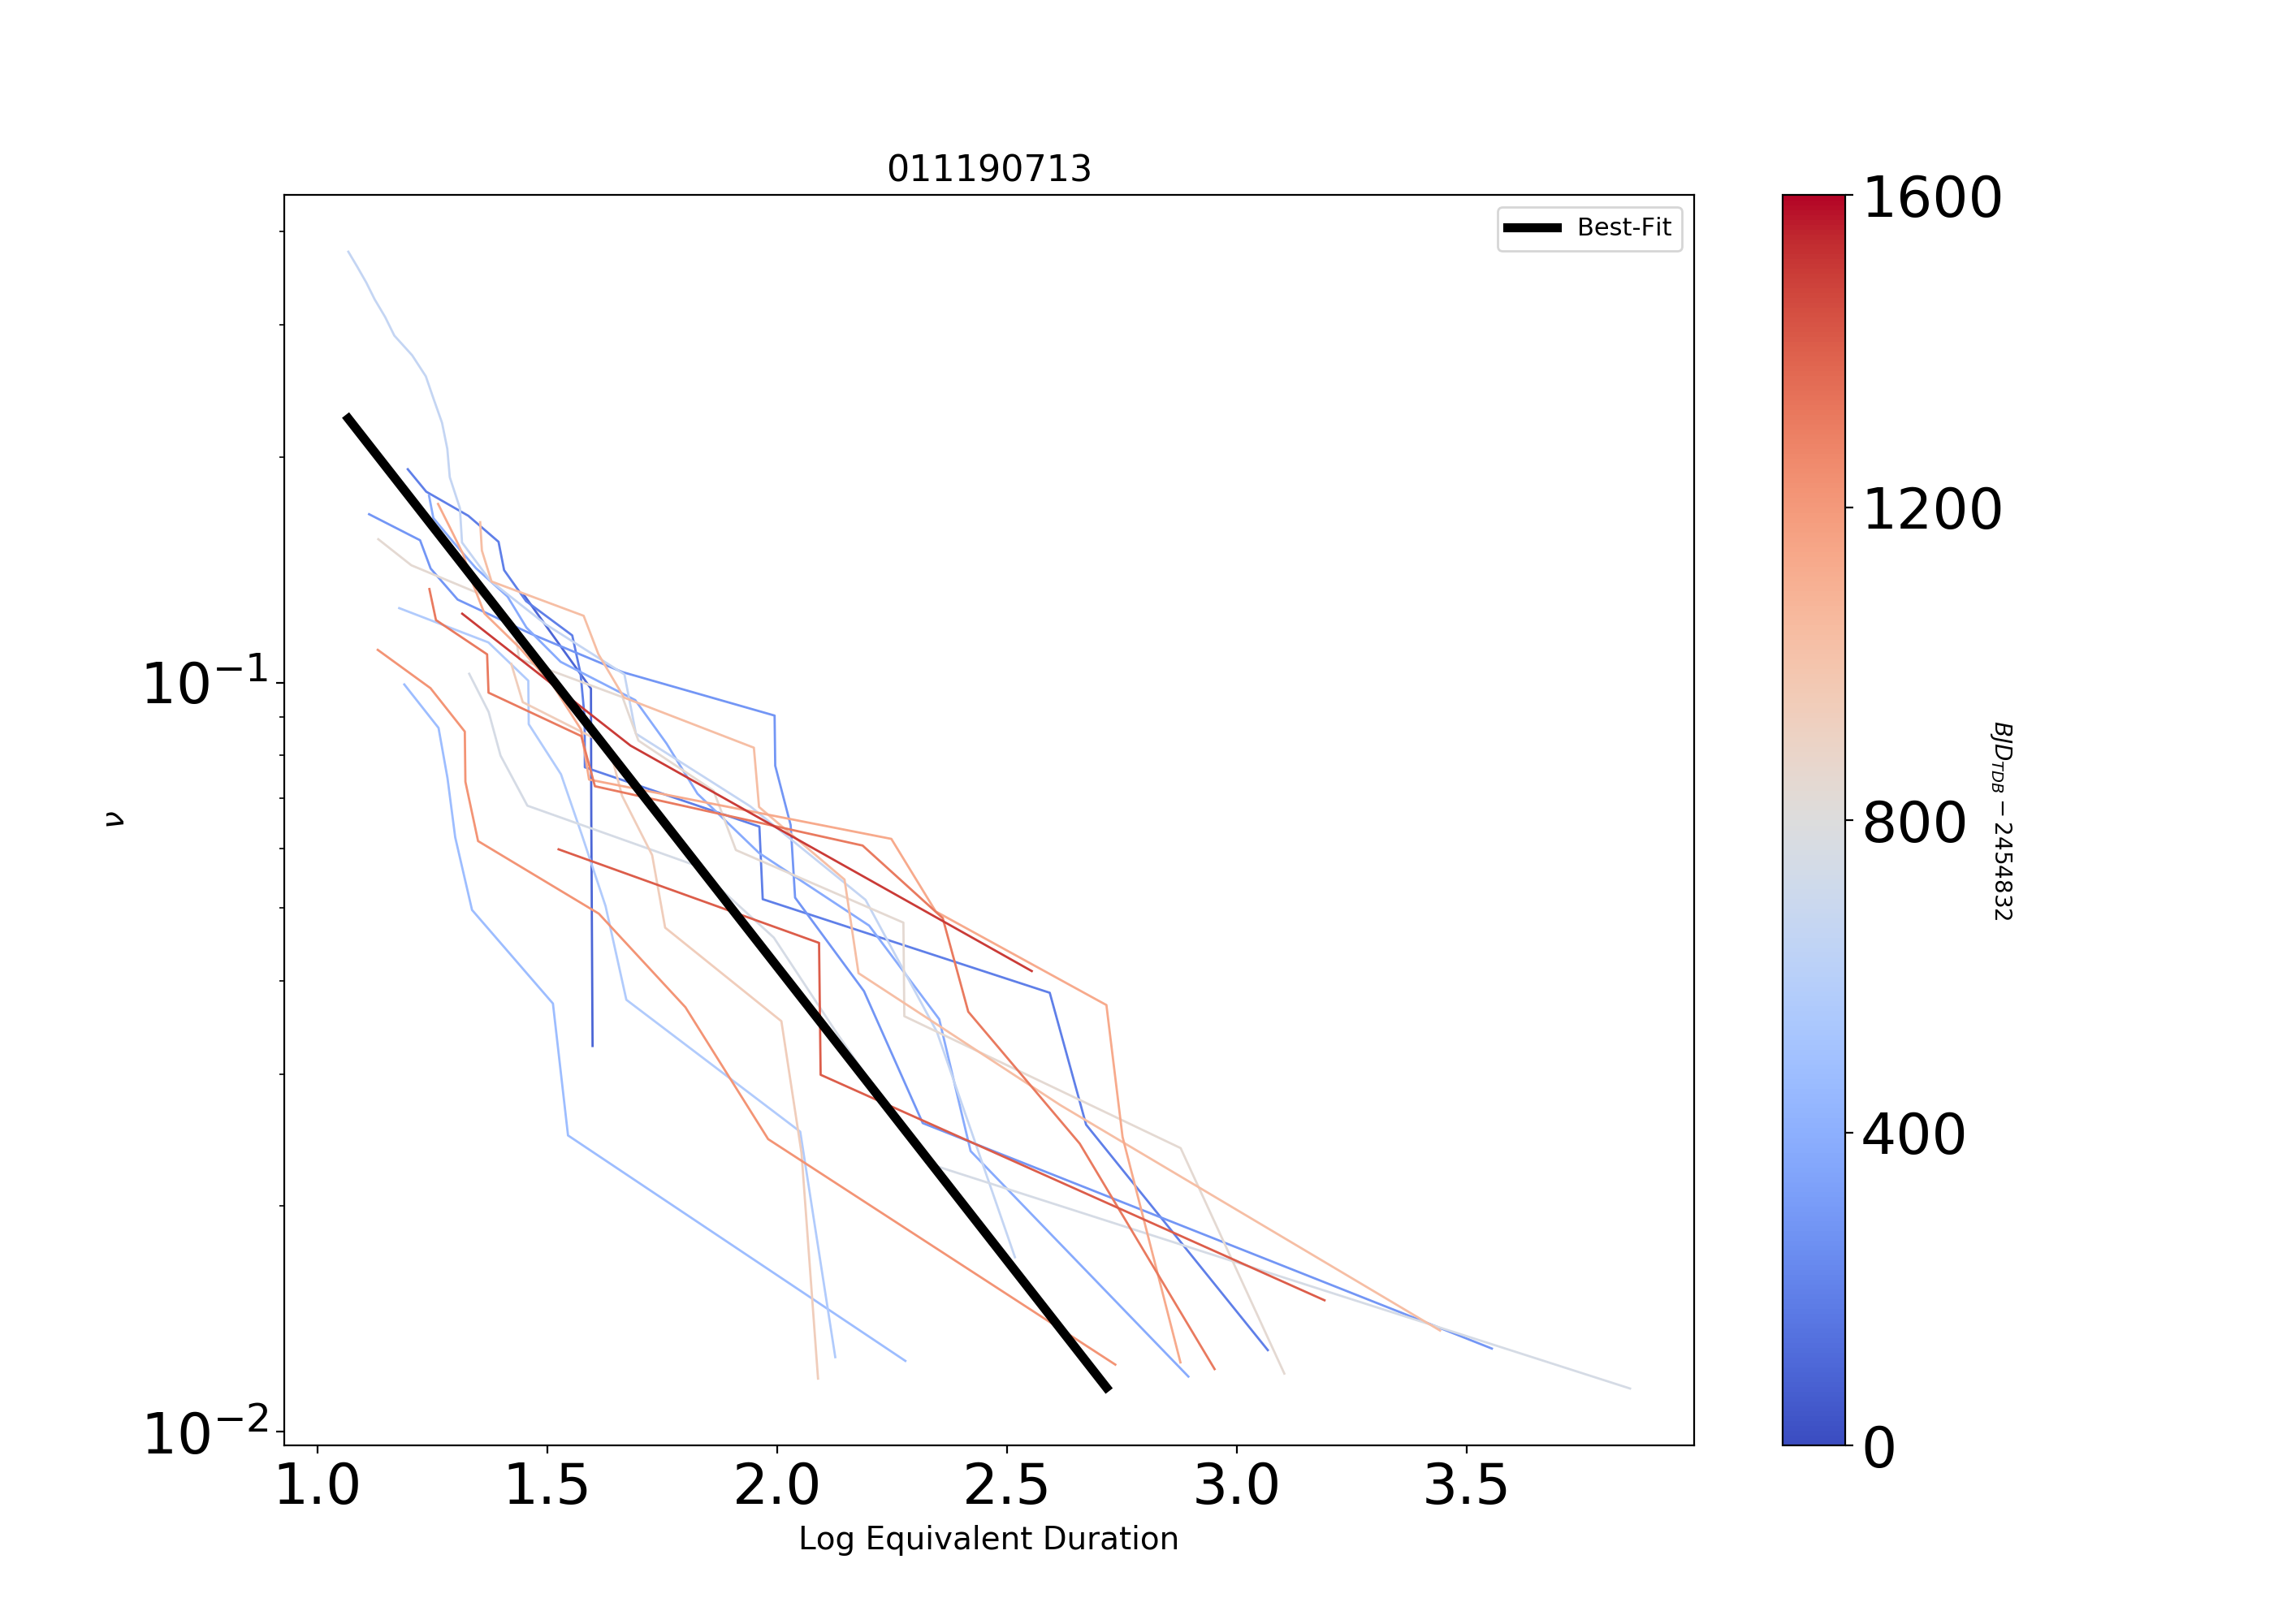 011190713
Best-Fit
10⁻¹
10⁻²
ν
1.0 1.5 2.0 2.5 3.0 3.5
Log Equivalent Duration
1600
1200
800
400
0
BJD_TDB − 2454832